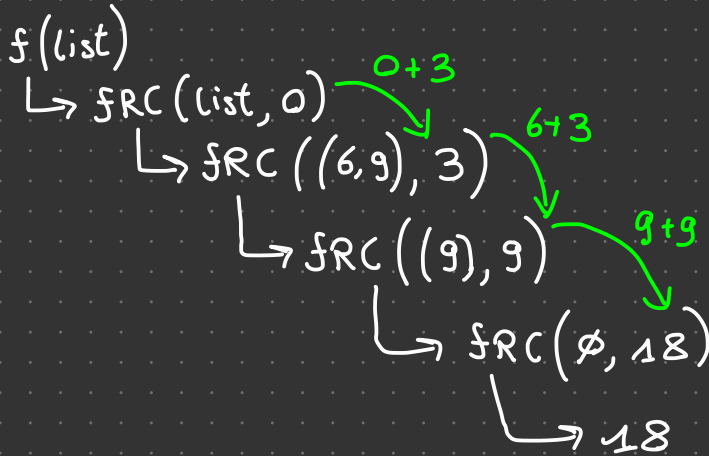 f(list)
fRC(list, 0)
0+3
fRC((6,9), 3)
6+3
fRC((9), 9)
9+9
fRC(ø, 18)
18